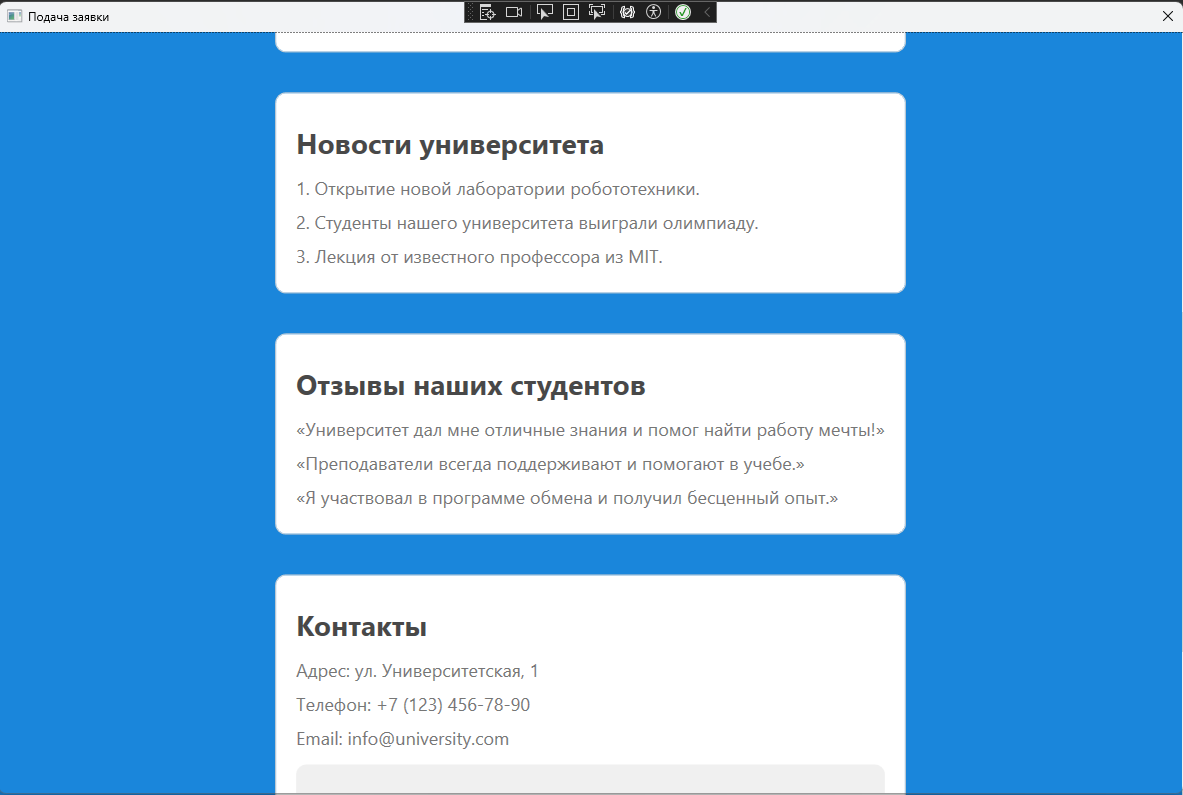 Подача заявки
Новости университета
1. Открытие новой лаборатории робототехники.
2. Студенты нашего университета выиграли олимпиаду.
3. Лекция от известного профессора из MIT.
Отзывы наших студентов
«Университет дал мне отличные знания и помог найти работу мечты!»
«Преподаватели всегда поддерживают и помогают в учебе.»
«Я участвовал в программе обмена и получил бесценный опыт.»
Контакты
Адрес: ул. Университетская, 1
Телефон: +7 (123) 456-78-90
Email: info@university.com